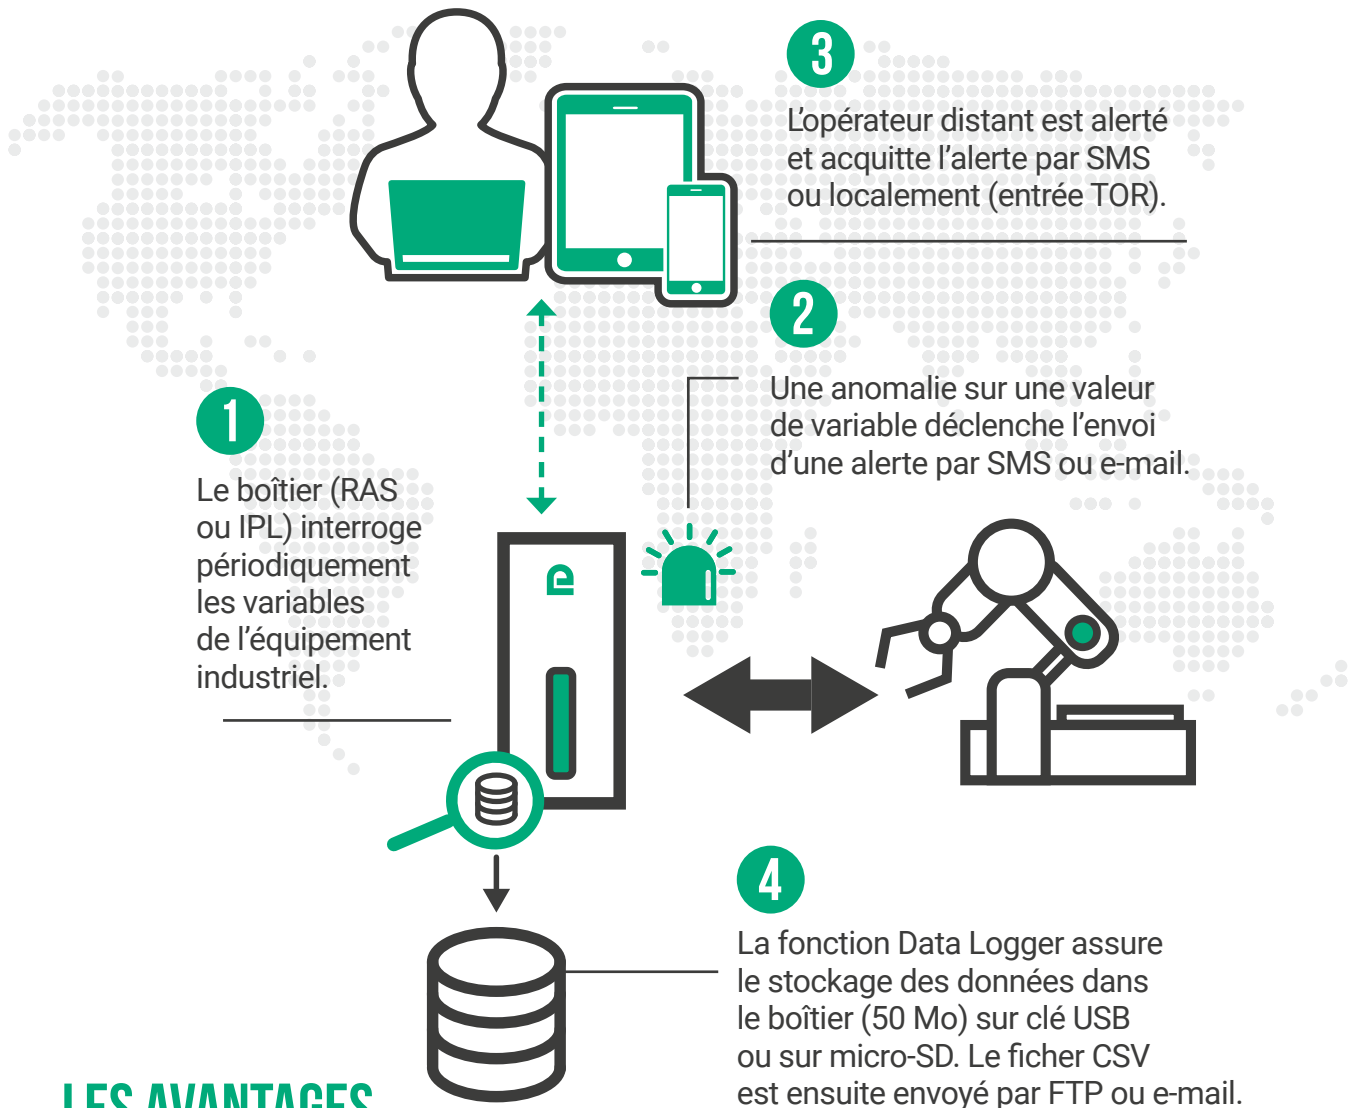 3
L'opérateur distant est alerté
et acquitte l'alerte par SMS
ou localement (entrée TOR).
2
Une anomalie sur une valeur
de variable déclenche l'envoi
d'une alerte par SMS ou e-mail.
1
Le boîtier (RAS
ou IPL) interroge
périodiquement
les variables
de l'équipement
industriel.
4
La fonction Data Logger assure
le stockage des données dans
le boîtier (50 Mo) sur clé USB
ou sur micro-SD. Le ficher CSV
est ensuite envoyé par FTP ou e-mail.
LES AVANTAGES